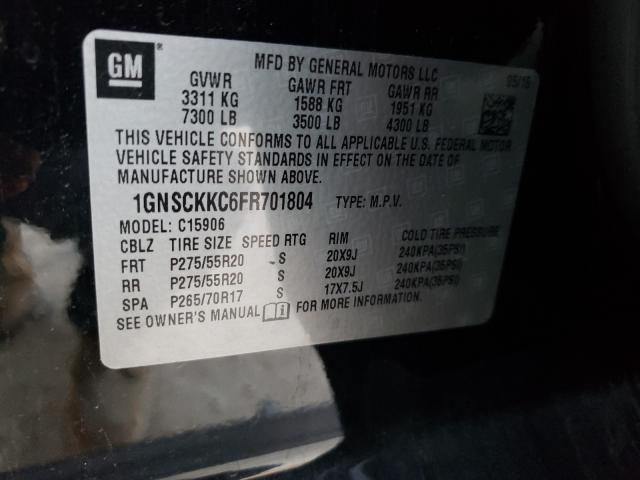 GM
®
MFD BY GENERAL MOTORS LLC
05/15
GVWR GAWR FRT GAWR RR
3311 KG 1588 KG 1951 KG
7300 LB 3500 LB 4300 LB
THIS VEHICLE CONFORMS TO ALL APPLICABLE U.S. FEDERAL MOTOR
VEHICLE SAFETY STANDARDS IN EFFECT ON THE DATE OF
MANUFACTURE SHOWN ABOVE.
1GNSCKKC6FR701804 TYPE: M.P.V.
MODEL: C15906
CBLZ TIRE SIZE SPEED RTG RIM COLD TIRE PRESSURE
FRT P275/55R20 S 20X9J 240KPA(35PSI)
RR P275/55R20 S 20X9J 240KPA(35PSI)
SPA P265/70R17 S 17X7.5J 240KPA(35PSI)
SEE OWNER'S MANUAL FOR MORE INFORMATION.